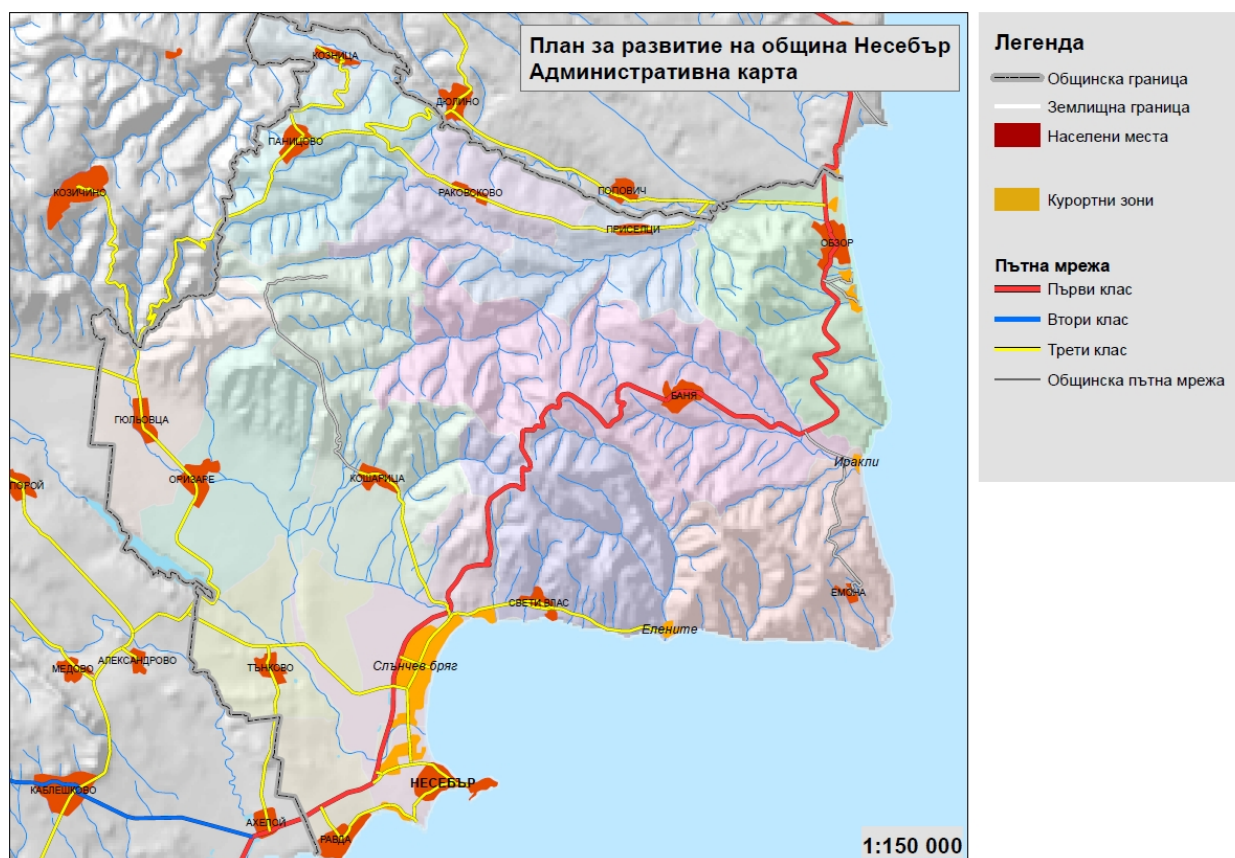 План за развитие на община Несебър
Административна карта
КОЗНИЦА
ДЮЛИНО
ПАНИЦОВО
КОЗИЧИНО
РАКОВСКОВО
ПОПОВИЧ
ПРИСЕЛЦИ
ОБЗОР
БАНЯ
ГЮЛЬОВЦА
Иракли
ОРИЗАРЕ
КОШАРИЦА
ПОРОЙ
ЕМОНА
СВЕТИ ВЛАС
Елените
АЛЕКСАНДРОВО
МЕДОВО
ТЪНКОВО
Слънчев бряг
НЕСЕБЪР
КАБЛЕШКОВО
АХЕЛОЙ
РАВДА
1:150 000
Легенда
Общинска граница
Землищна граница
Населени места
Курортни зони
Пътна мрежа
Първи клас
Втори клас
Трети клас
Общинска пътна мрежа